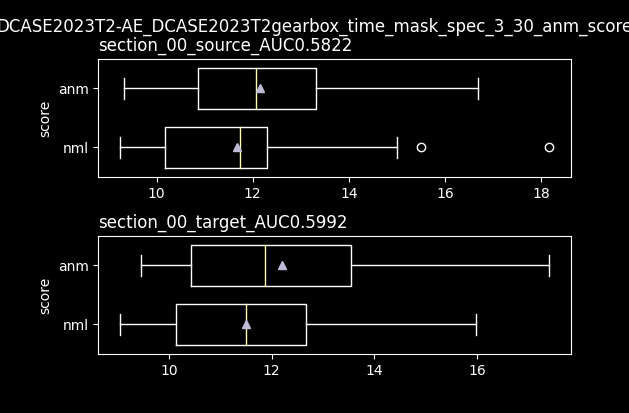 DCASE2023T2-AE_DCASE2023T2gearbox_time_mask_spec_3_30_anm_score
section_00_source_AUC0.5822
anm
nml
score
10 12 14 16 18
section_00_target_AUC0.5992
anm
nml
score
10 12 14 16